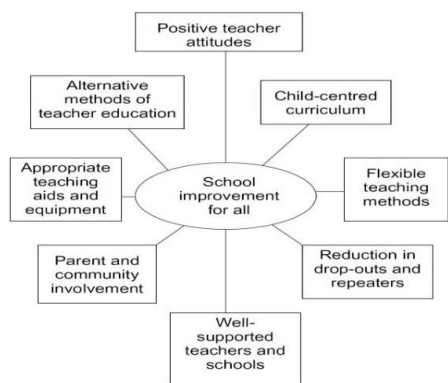 Positive teacher
attitudes
Alternative
methods of
teacher education
Child-centred
curriculum
Appropriate
teaching
aids and
equipment
School
improvement
for all
Flexible
teaching
methods
Parent and
community
involvement
Reduction in
drop-outs and
repeaters
Well-
supported
teachers and
schools